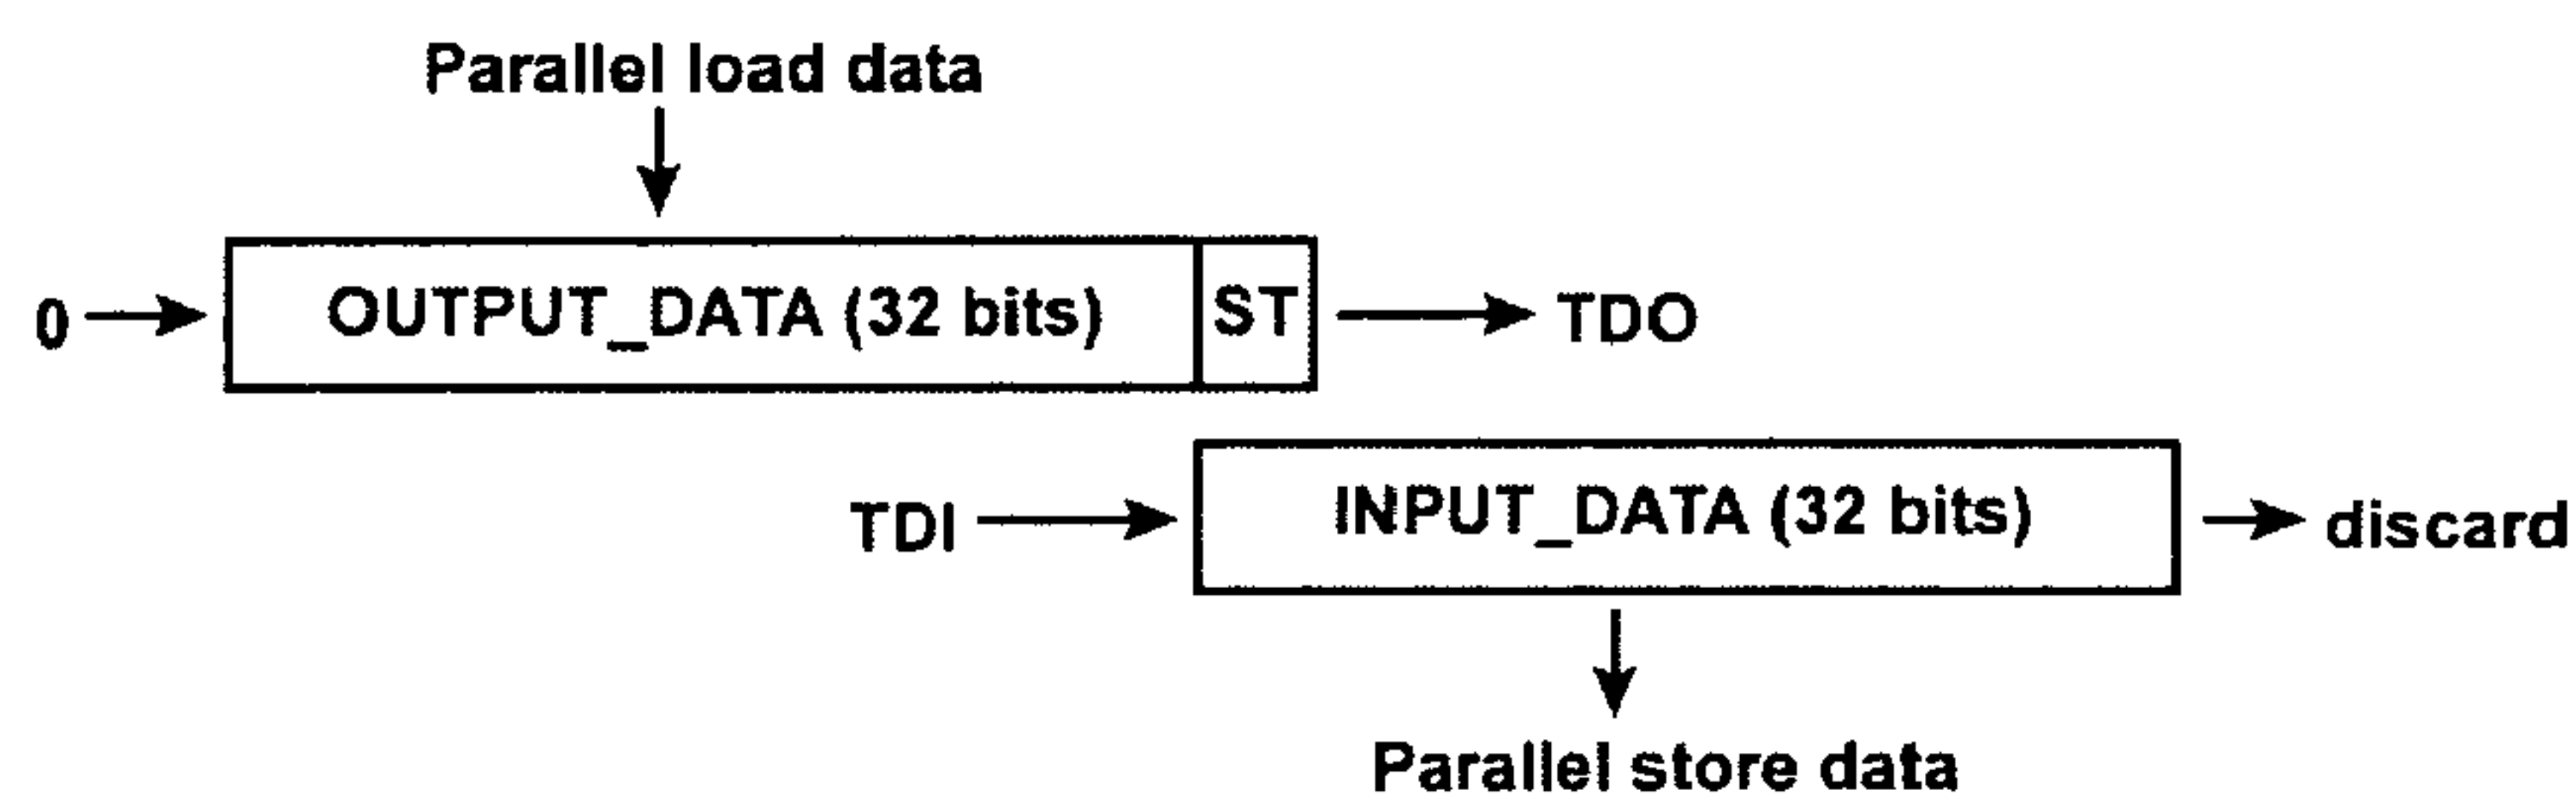 Parallel load data
0
OUTPUT_DATA (32 bits)
ST
TDO
TDI
INPUT_DATA (32 bits)
discard
Parallel store data